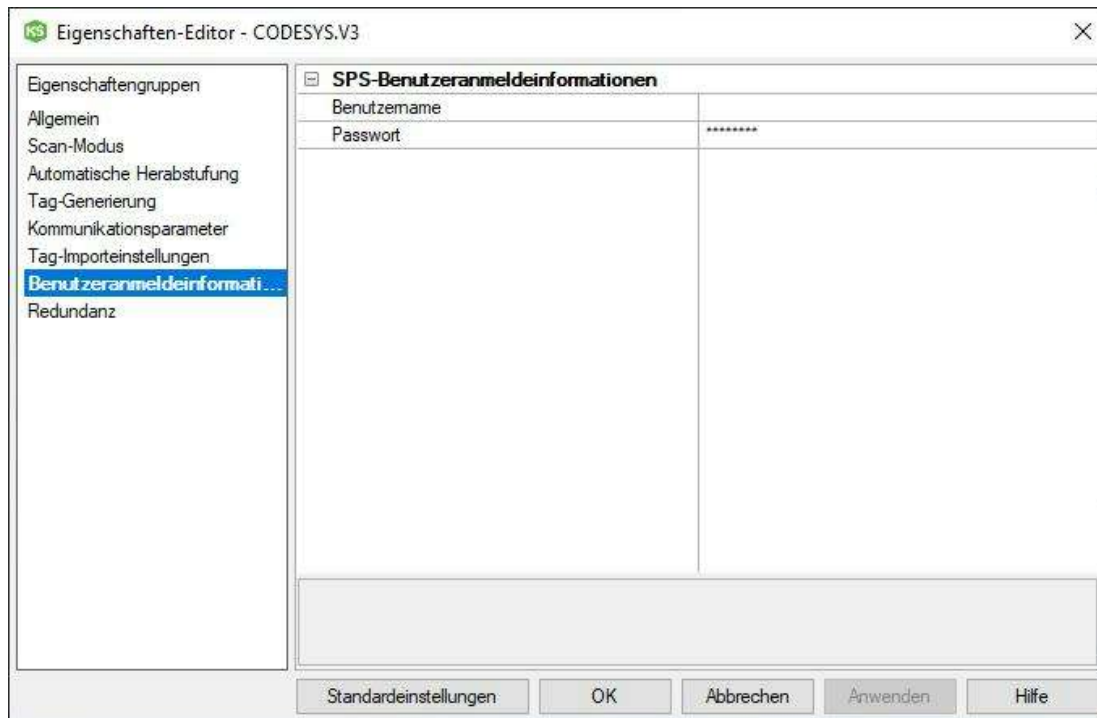 KS Eigenschaften-Editor - CODESYS.V3
Eigenschaftengruppen
Allgemein
Scan-Modus
Automatische Herabstufung
Tag-Generierung
Kommunikationsparameter
Tag-Importeinstellungen
Benutzeranmeldeinformati...
Redundanz
SPS-Benutzeranmeldeinformationen
Benutzername
Passwort ********
Standardeinstellungen OK Abbrechen Anwenden Hilfe